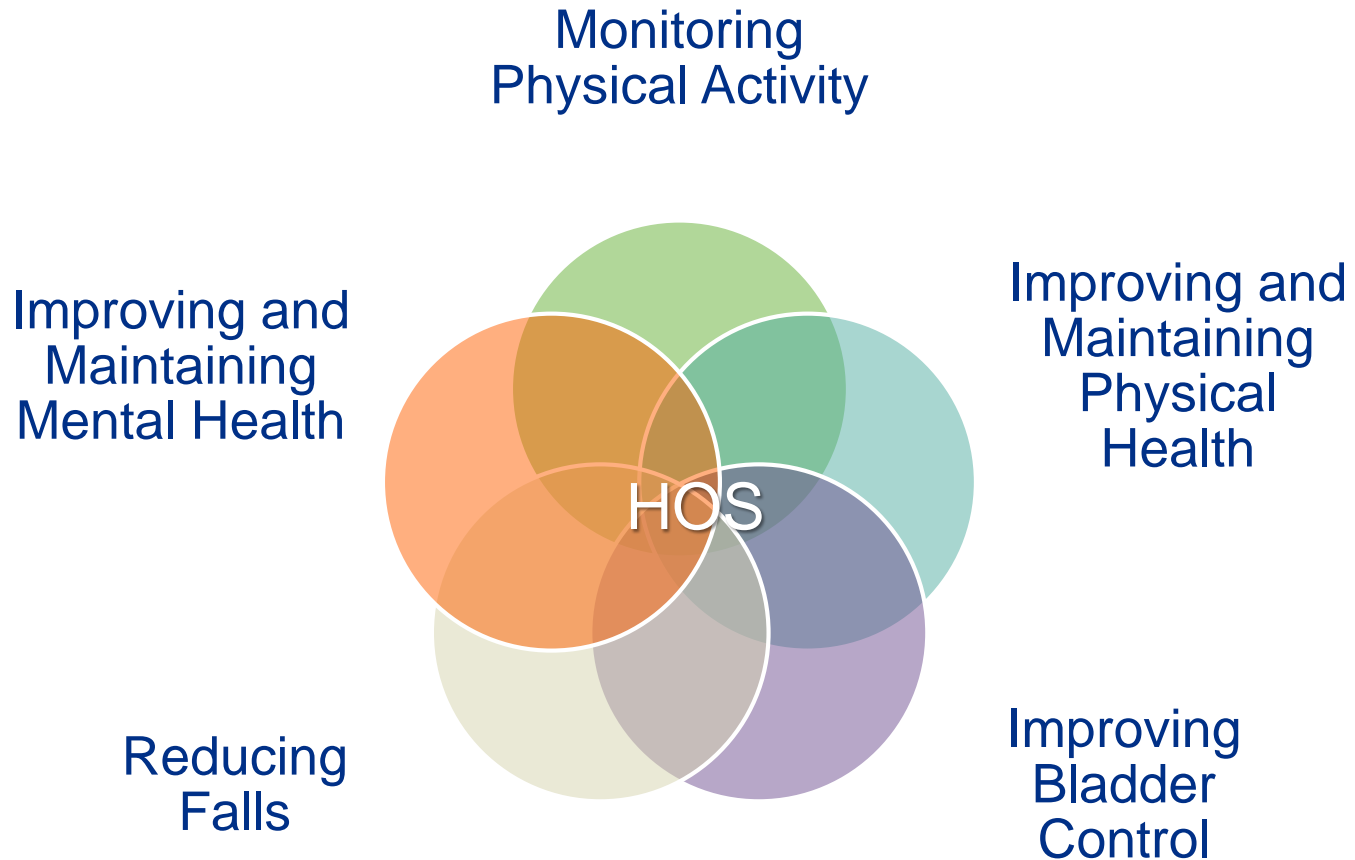 Monitoring
Physical Activity
Improving and
Maintaining
Mental Health
Improving and
Maintaining
Physical
Health
HOS
Reducing
Falls
Improving
Bladder
Control